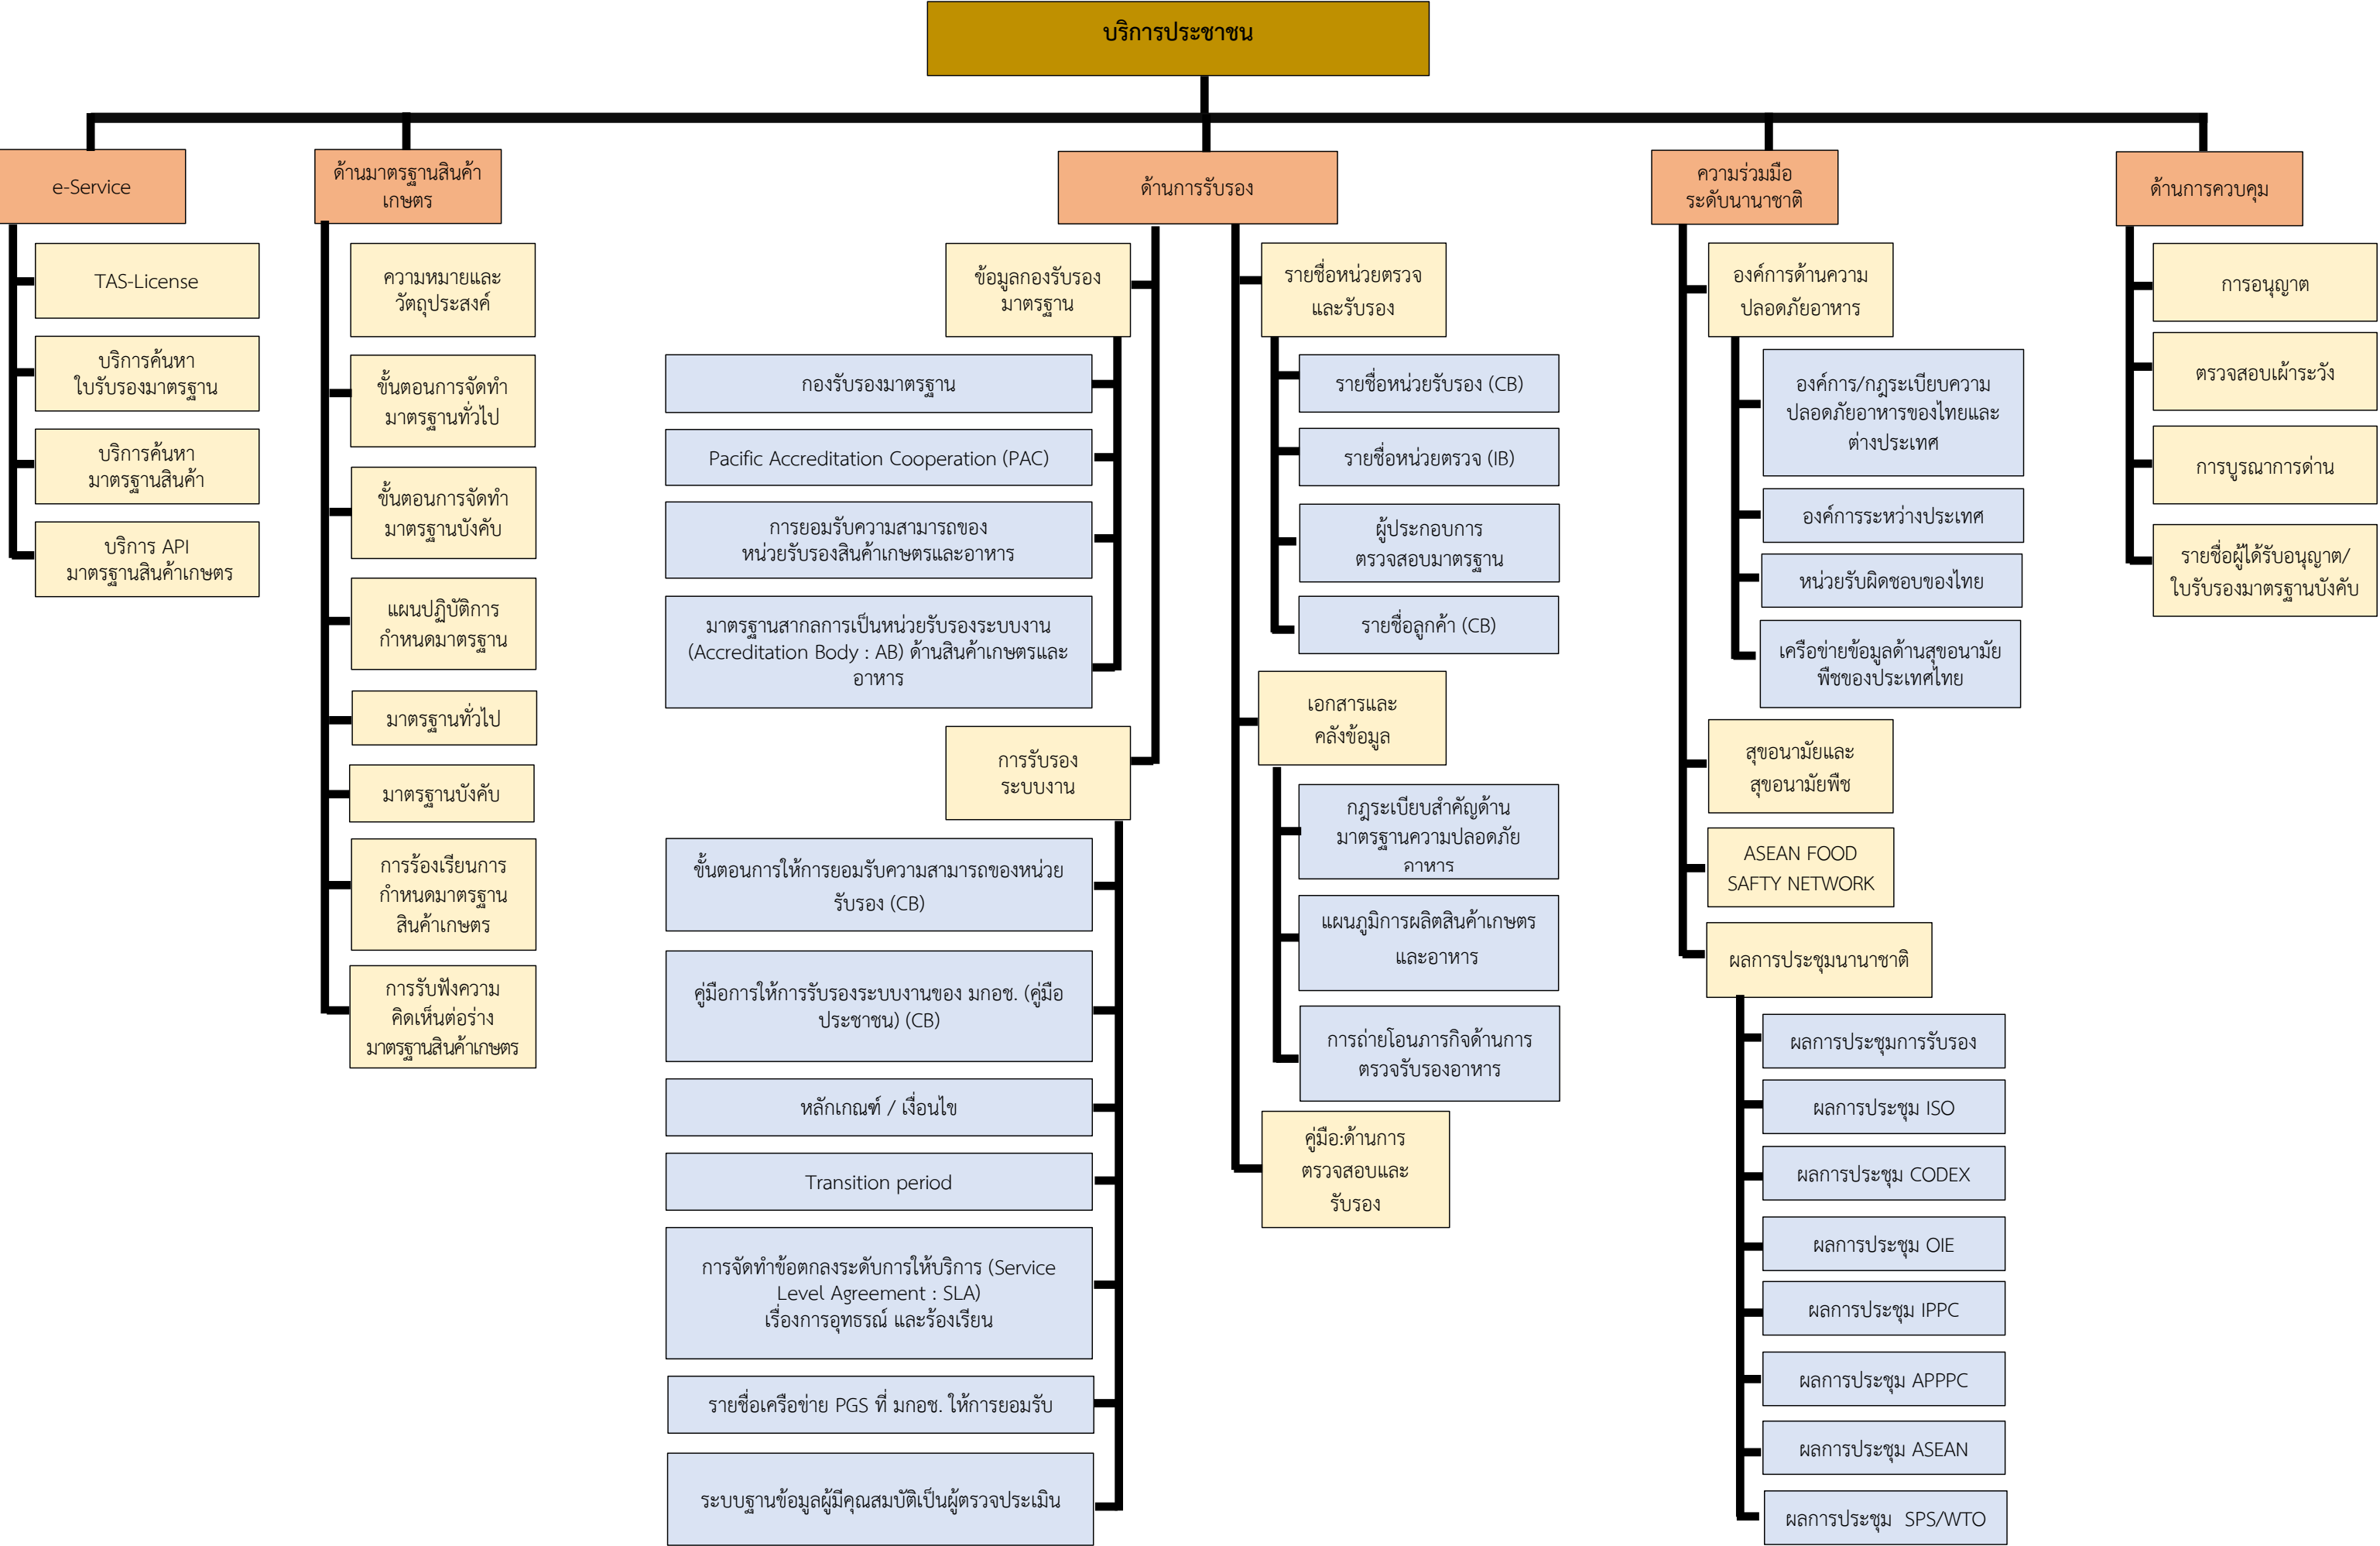 บริการประชาชน
e-Service
TAS-License
บริการค้นหา
ใบรับรองมาตรฐาน
บริการค้นหา
มาตรฐานสินค้า
บริการ API
มาตรฐานสินค้าเกษตร
ด้านมาตรฐานสินค้า
เกษตร
ความหมายและ
วัตถุประสงค์
ขั้นตอนการจัดทำ
มาตรฐานทั่วไป
ขั้นตอนการจัดทำ
มาตรฐานบังคับ
แผนปฏิบัติการ
กำหนดมาตรฐาน
มาตรฐานทั่วไป
มาตรฐานบังคับ
การร้องเรียนการ
กำหนดมาตรฐาน
สินค้าเกษตร
การรับฟังความ
คิดเห็นต่อร่าง
มาตรฐานสินค้าเกษตร
ด้านการรับรอง
ข้อมูลกองรับรอง
มาตรฐาน
กองรับรองมาตรฐาน
Pacific Accreditation Cooperation (PAC)
การยอมรับความสามารถของ
หน่วยรับรองสินค้าเกษตรและอาหาร
มาตรฐานสากลการเป็นหน่วยรับรองระบบงาน
(Accreditation Body : AB) ด้านสินค้าเกษตรและ
อาหาร
การรับรอง
ระบบงาน
ขั้นตอนการให้การยอมรับความสามารถของหน่วย
รับรอง (CB)
คู่มือการให้การรับรองระบบงานของ มกอช. (คู่มือ
ประชาชน) (CB)
หลักเกณฑ์ / เงื่อนไข
Transition period
การจัดทำข้อตกลงระดับการให้บริการ (Service
Level Agreement : SLA)
เรื่องการอุทธรณ์ และร้องเรียน
รายชื่อเครือข่าย PGS ที่ มกอช. ให้การยอมรับ
ระบบฐานข้อมูลผู้มีคุณสมบัติเป็นผู้ตรวจประเมิน
รายชื่อหน่วยตรวจ
และรับรอง
รายชื่อหน่วยรับรอง (CB)
รายชื่อหน่วยตรวจ (IB)
ผู้ประกอบการ
ตรวจสอบมาตรฐาน
รายชื่อลูกค้า (CB)
เอกสารและ
คลังข้อมูล
กฎระเบียบสำคัญด้าน
มาตรฐานความปลอดภัย
อาหาร
แผนภูมิการผลิตสินค้าเกษตร
และอาหาร
การถ่ายโอนภารกิจด้านการ
ตรวจรับรองอาหาร
คู่มือ:ด้านการ
ตรวจสอบและ
รับรอง
ความร่วมมือ
ระดับนานาชาติ
องค์การด้านความ
ปลอดภัยอาหาร
องค์การ/กฎระเบียบความ
ปลอดภัยอาหารของไทยและ
ต่างประเทศ
องค์การระหว่างประเทศ
หน่วยรับผิดชอบของไทย
เครือข่ายข้อมูลด้านสุขอนามัย
พืชของประเทศไทย
สุขอนามัยและ
สุขอนามัยพืช
ASEAN FOOD
SAFTY NETWORK
ผลการประชุมนานาชาติ
ผลการประชุมการรับรอง
ผลการประชุม ISO
ผลการประชุม CODEX
ผลการประชุม OIE
ผลการประชุม IPPC
ผลการประชุม APPPC
ผลการประชุม ASEAN
ผลการประชุม SPS/WTO
ด้านการควบคุม
การอนุญาต
ตรวจสอบเฝ้าระวัง
การบูรณาการด่าน
รายชื่อผู้ได้รับอนุญาต/
ใบรับรองมาตรฐานบังคับ